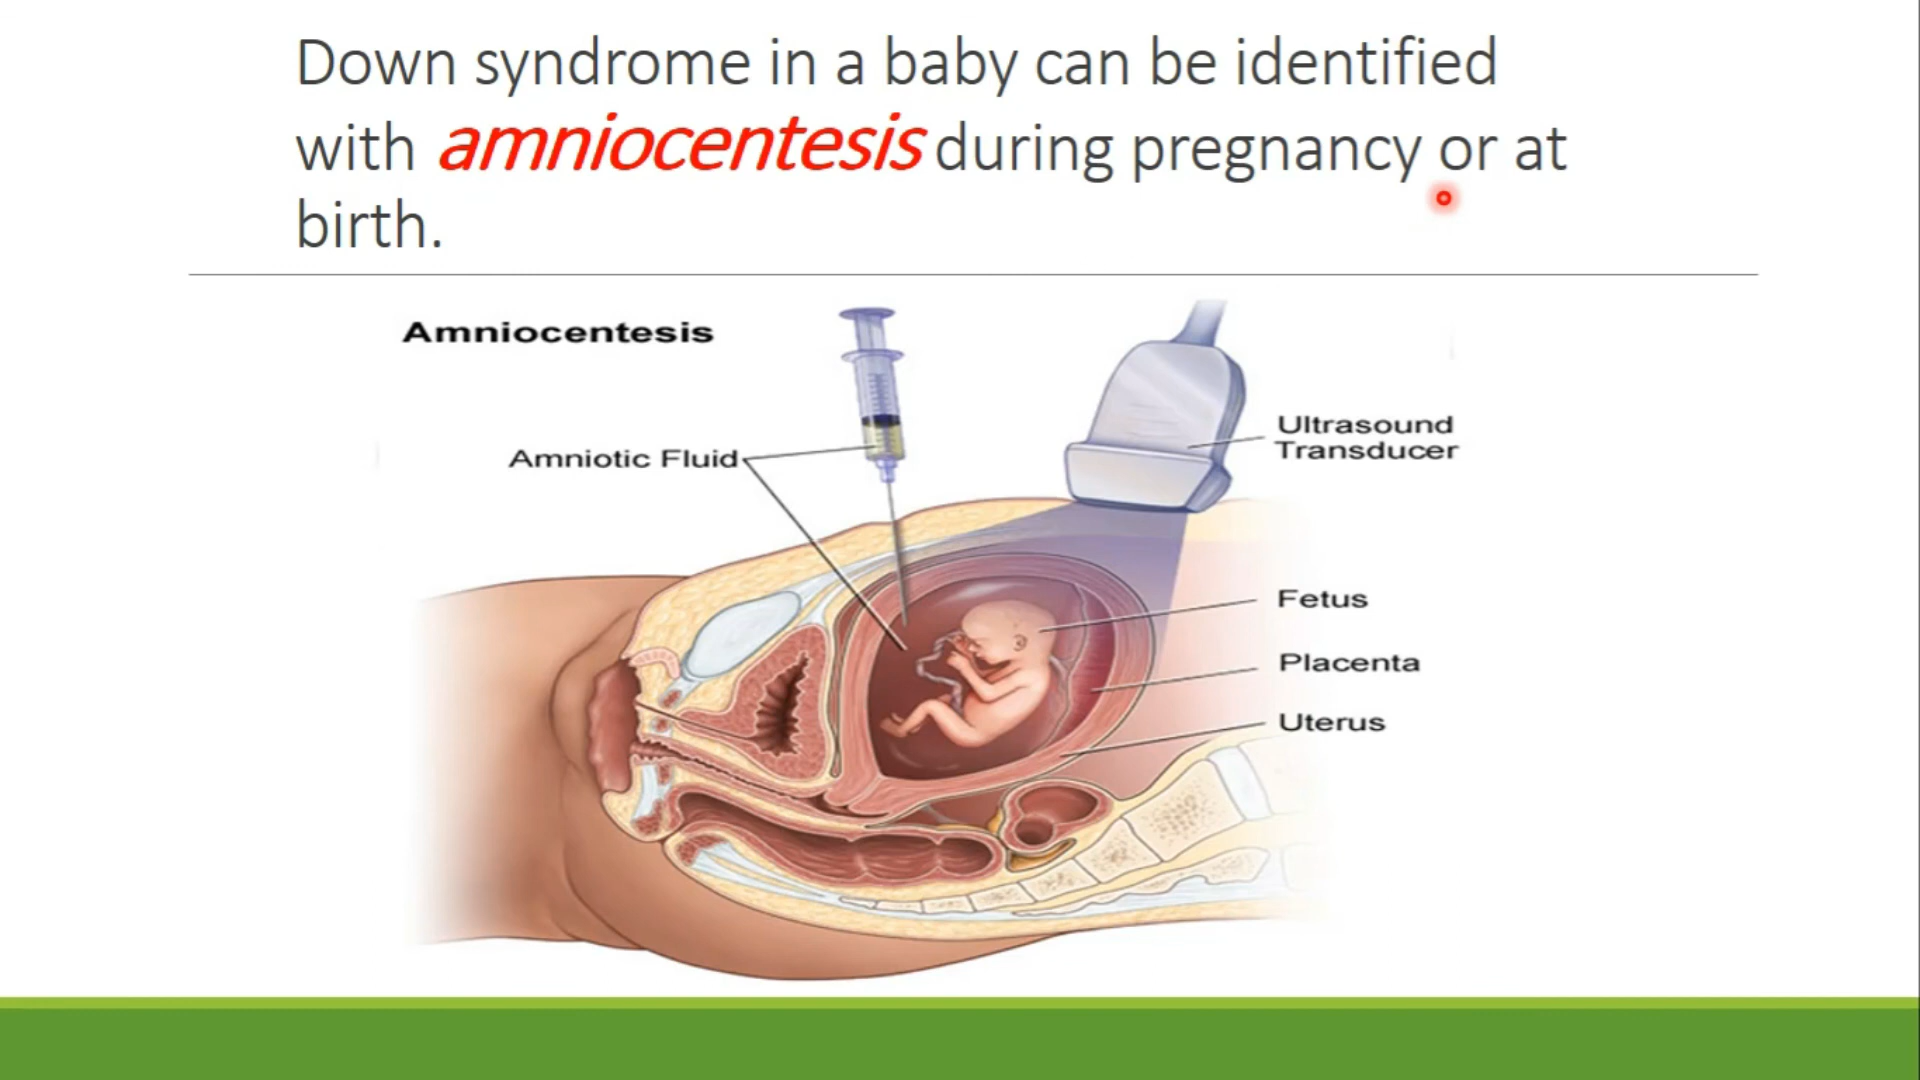 Down syndrome in a baby can be identified
with amniocentesis during pregnancy or at
birth.
Amniocentesis
Amniotic Fluid
Ultrasound
Transducer
Fetus
Placenta
Uterus